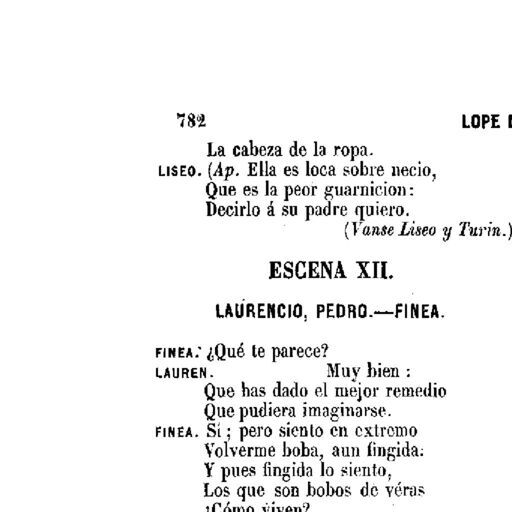 782 LOPE
La cabeza de la ropa.
LISEO. (Ap. Ella es loca sobre necio,
Que es la peor guarnicion:
Decirlo á su padre quiero.
(Vanse Liseo y Turin.)
ESCENA XII.
LAURENCIO, PEDRO.—FINEA.
FINEA. ¿Qué te parece?
LAUREN. Muy bien:
Que has dado el mejor remedio
Que pudiera imaginarse.
FINEA. Sí; pero siento en extremo
Volverme boba, aun fingida.
Y pues fingida lo siento,
Los que son bobos de véras
¿Cómo viven?